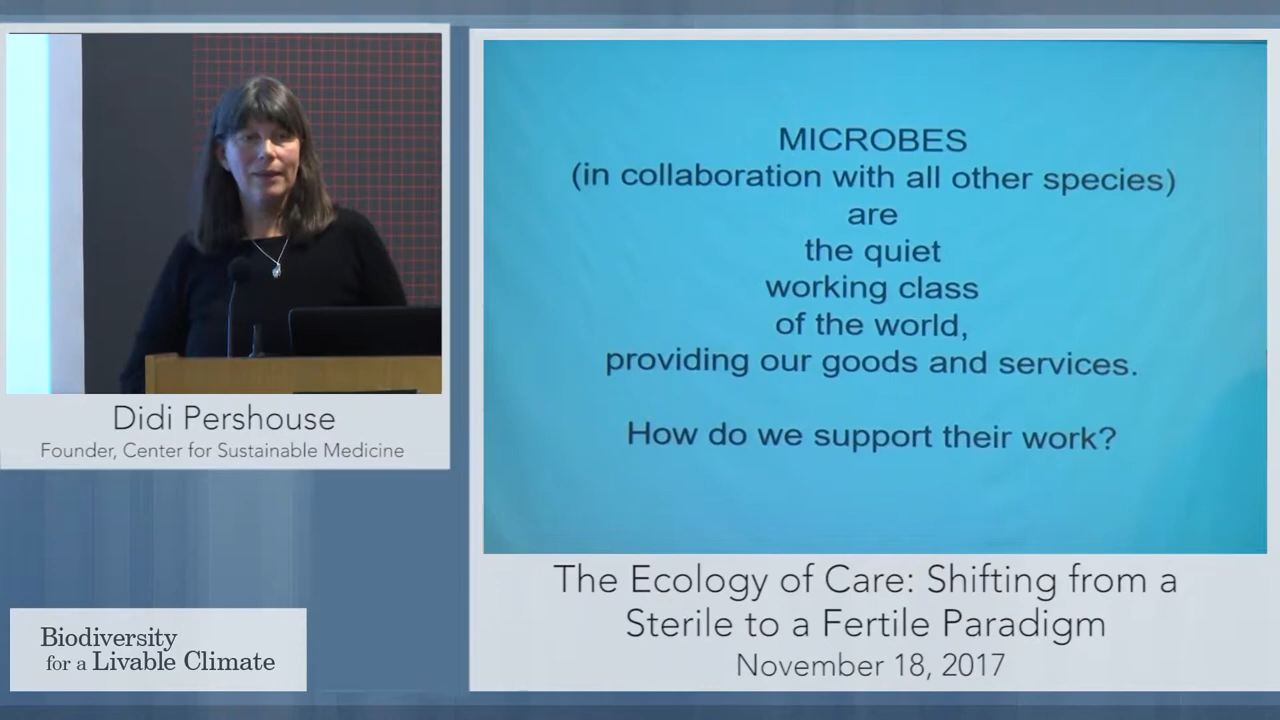 MICROBES
(in collaboration with all other species)
are
the quiet
working class
of the world,
providing our goods and services.
How do we support their work?
Didi Pershouse
Founder, Center for Sustainable Medicine
The Ecology of Care: Shifting from a
Sterile to a Fertile Paradigm
November 18, 2017
Biodiversity
for a Livable Climate